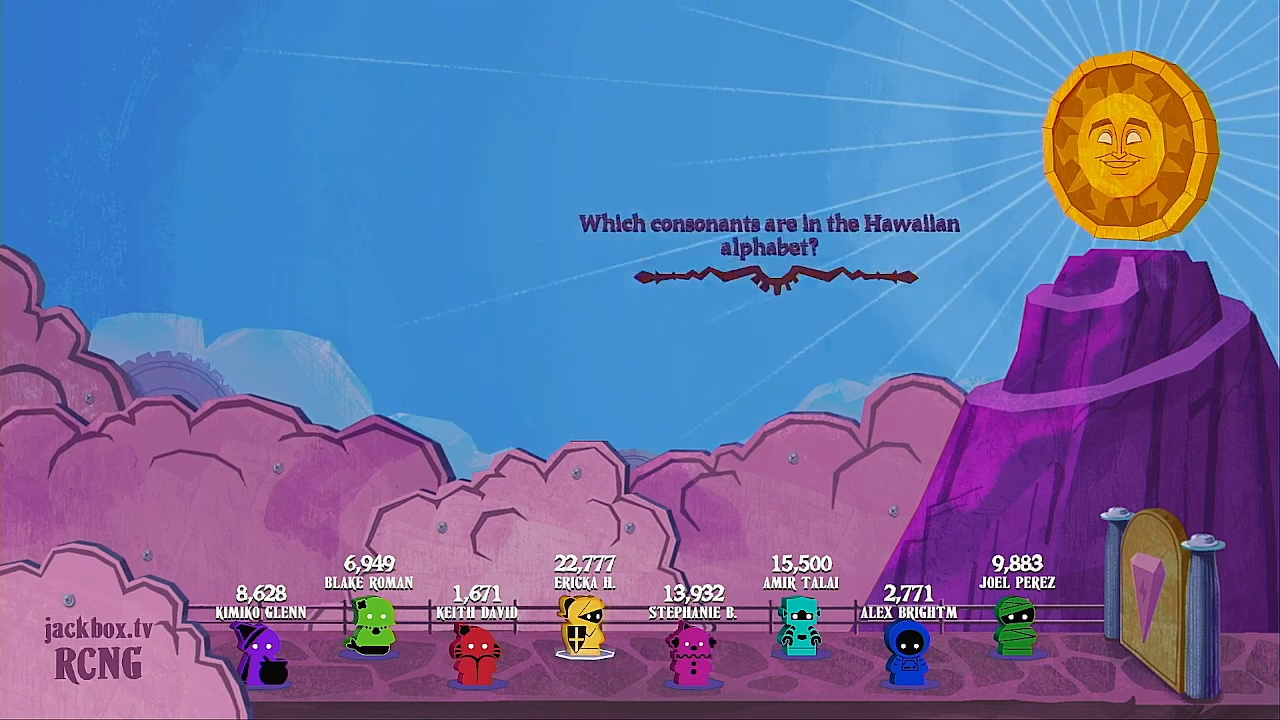 Which consonants are in the Hawaiian
alphabet?
22,777
ERICKA H.
6,949
BLAKE ROMAN
15,500
AMIR TALAI
9,883
JOEL PEREZ
8,628
KIMIKO GLENN
1,671
KEITH DAVID
13,932
STEPHANIE B.
2,771
ALEX BRIGHTM
jackbox.tv
RCNG